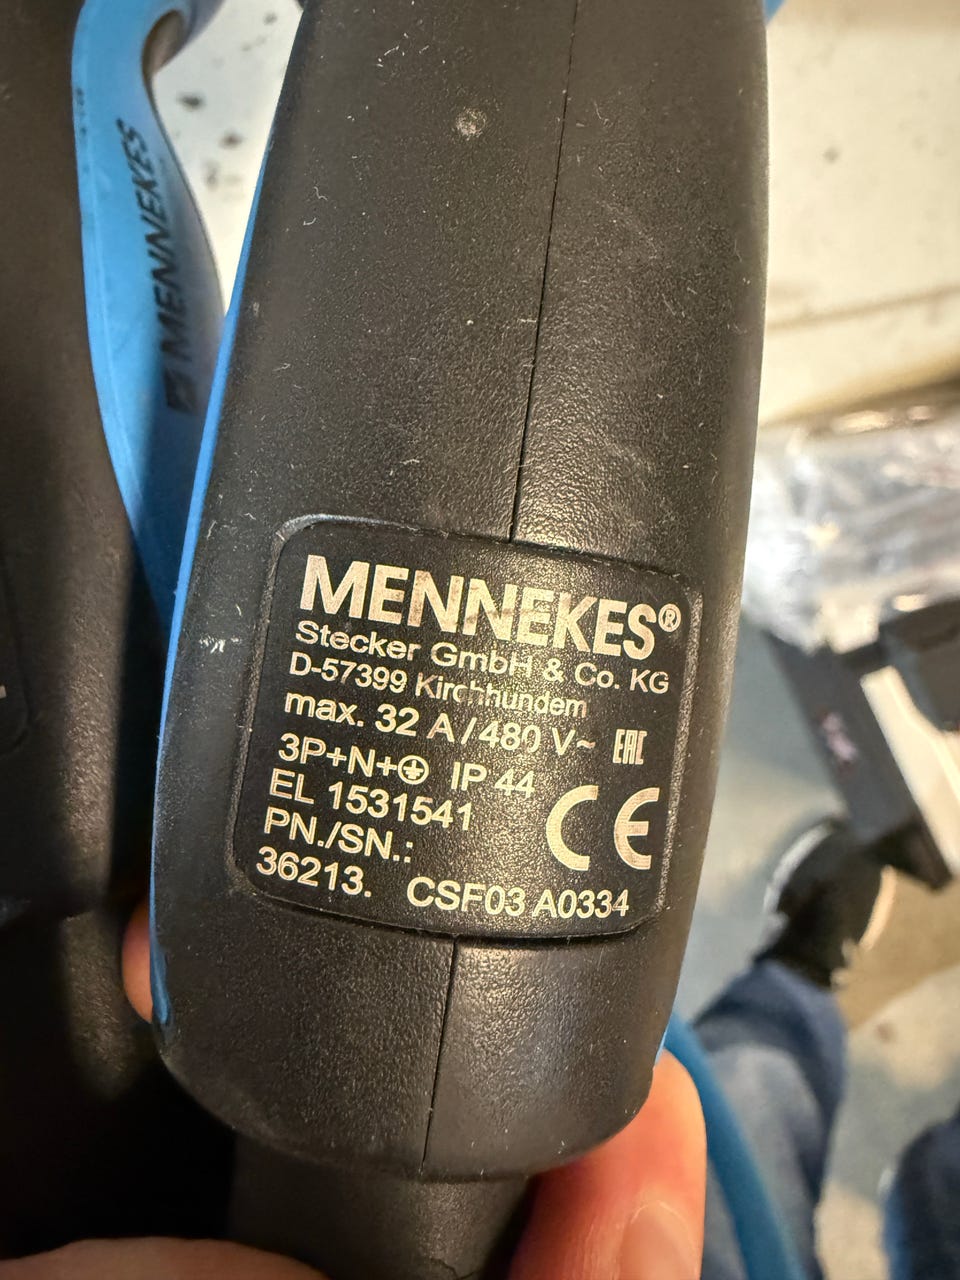 MENNEKES
MENNEKES®
Stecker GmbH & Co. KG
D-57399 Kirchhundem
max. 32 A / 480 V~ EAC
3P+N+⏚ IP 44
EL 1531541
CE
PN./SN.:
36213. CSF03 A0334